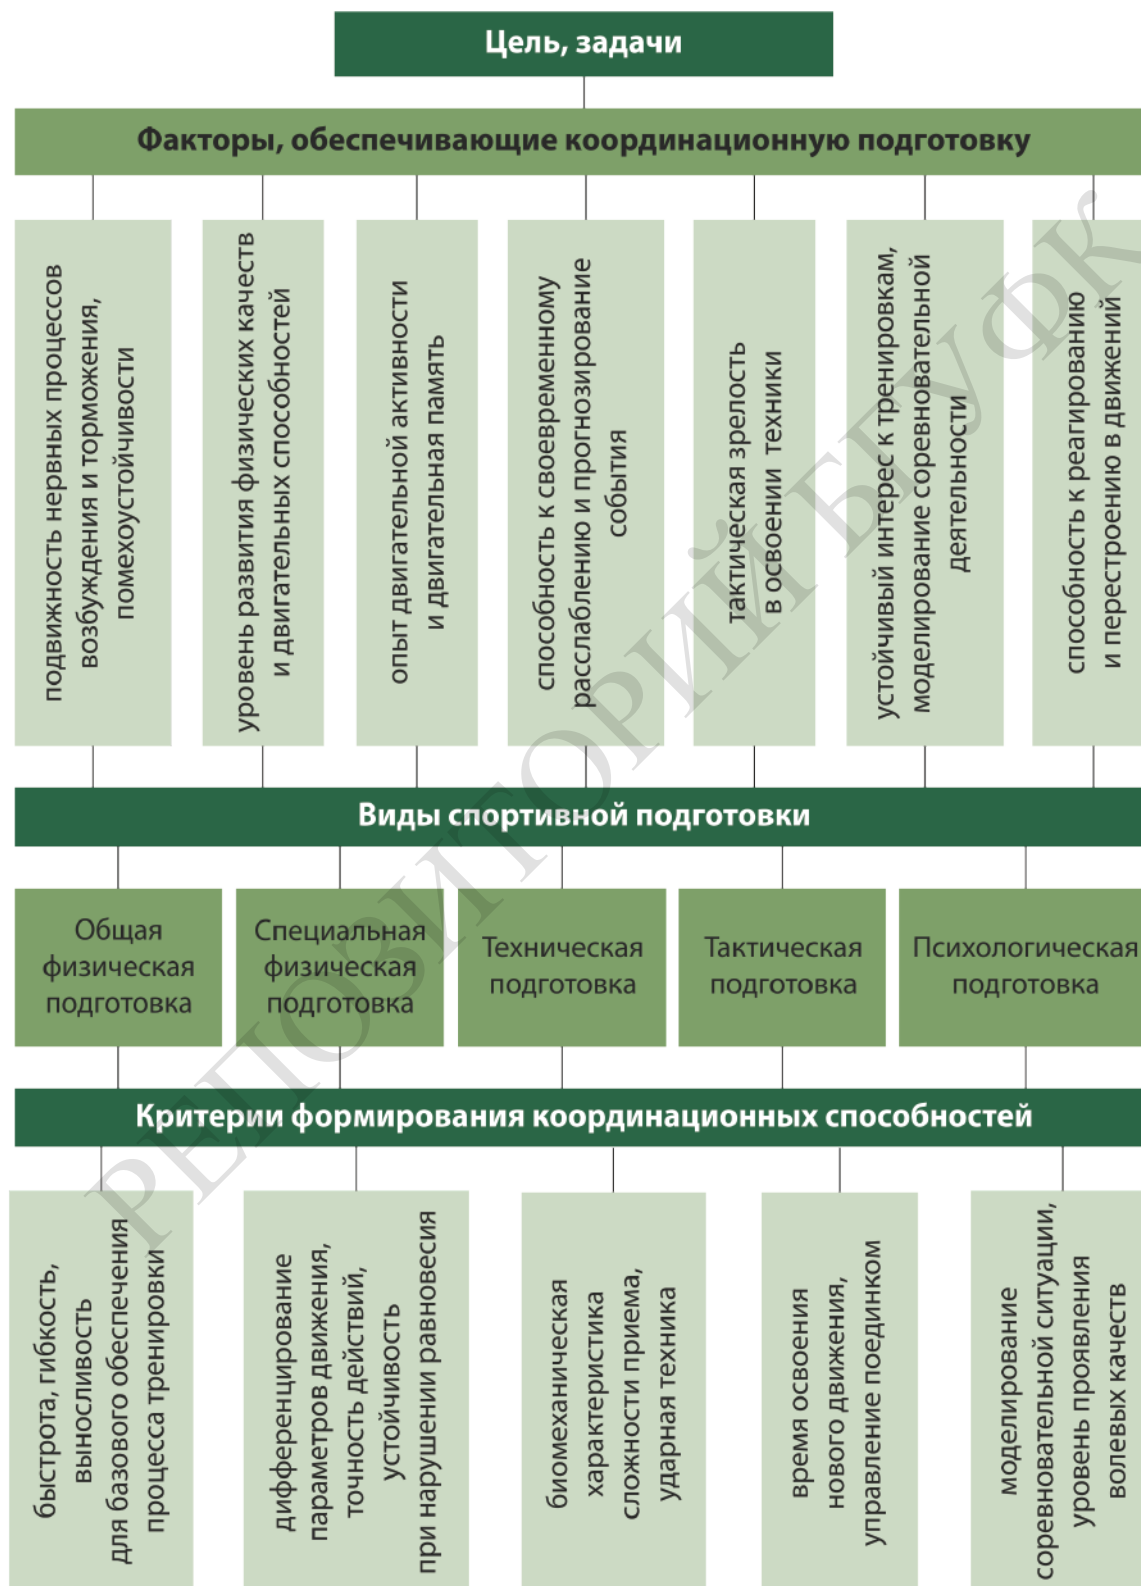 Цель, задачи
Факторы, обеспечивающие координационную подготовку
подвижность нервных процессов
возбуждения и торможения,
помехоустойчивости
уровень развития физических качеств
и двигательных способностей
опыт двигательной активности
и двигательная память
способность к своевременному
расслаблению и прогнозирование
события
тактическая зрелость
в освоении техники
устойчивый интерес к тренировкам,
моделирование соревновательной
деятельности
способность к реагированию
и перестроению в движений
Виды спортивной подготовки
Общая
физическая
подготовка
Специальная
физическая
подготовка
Техническая
подготовка
Тактическая
подготовка
Психологическая
подготовка
Критерии формирования координационных способностей
быстрота, гибкость,
выносливость
для базового обеспечения
процесса тренировки
дифференцирование
параметров движения,
точность действий,
устойчивость
при нарушении равновесия
биомеханическая
характеристика
сложности приема,
ударная техника
время освоения
нового движения,
управление поединком
моделирование
соревновательной ситуации,
уровень проявления
волевых качеств
РЕПОЗИТОРИЙ БГУФК